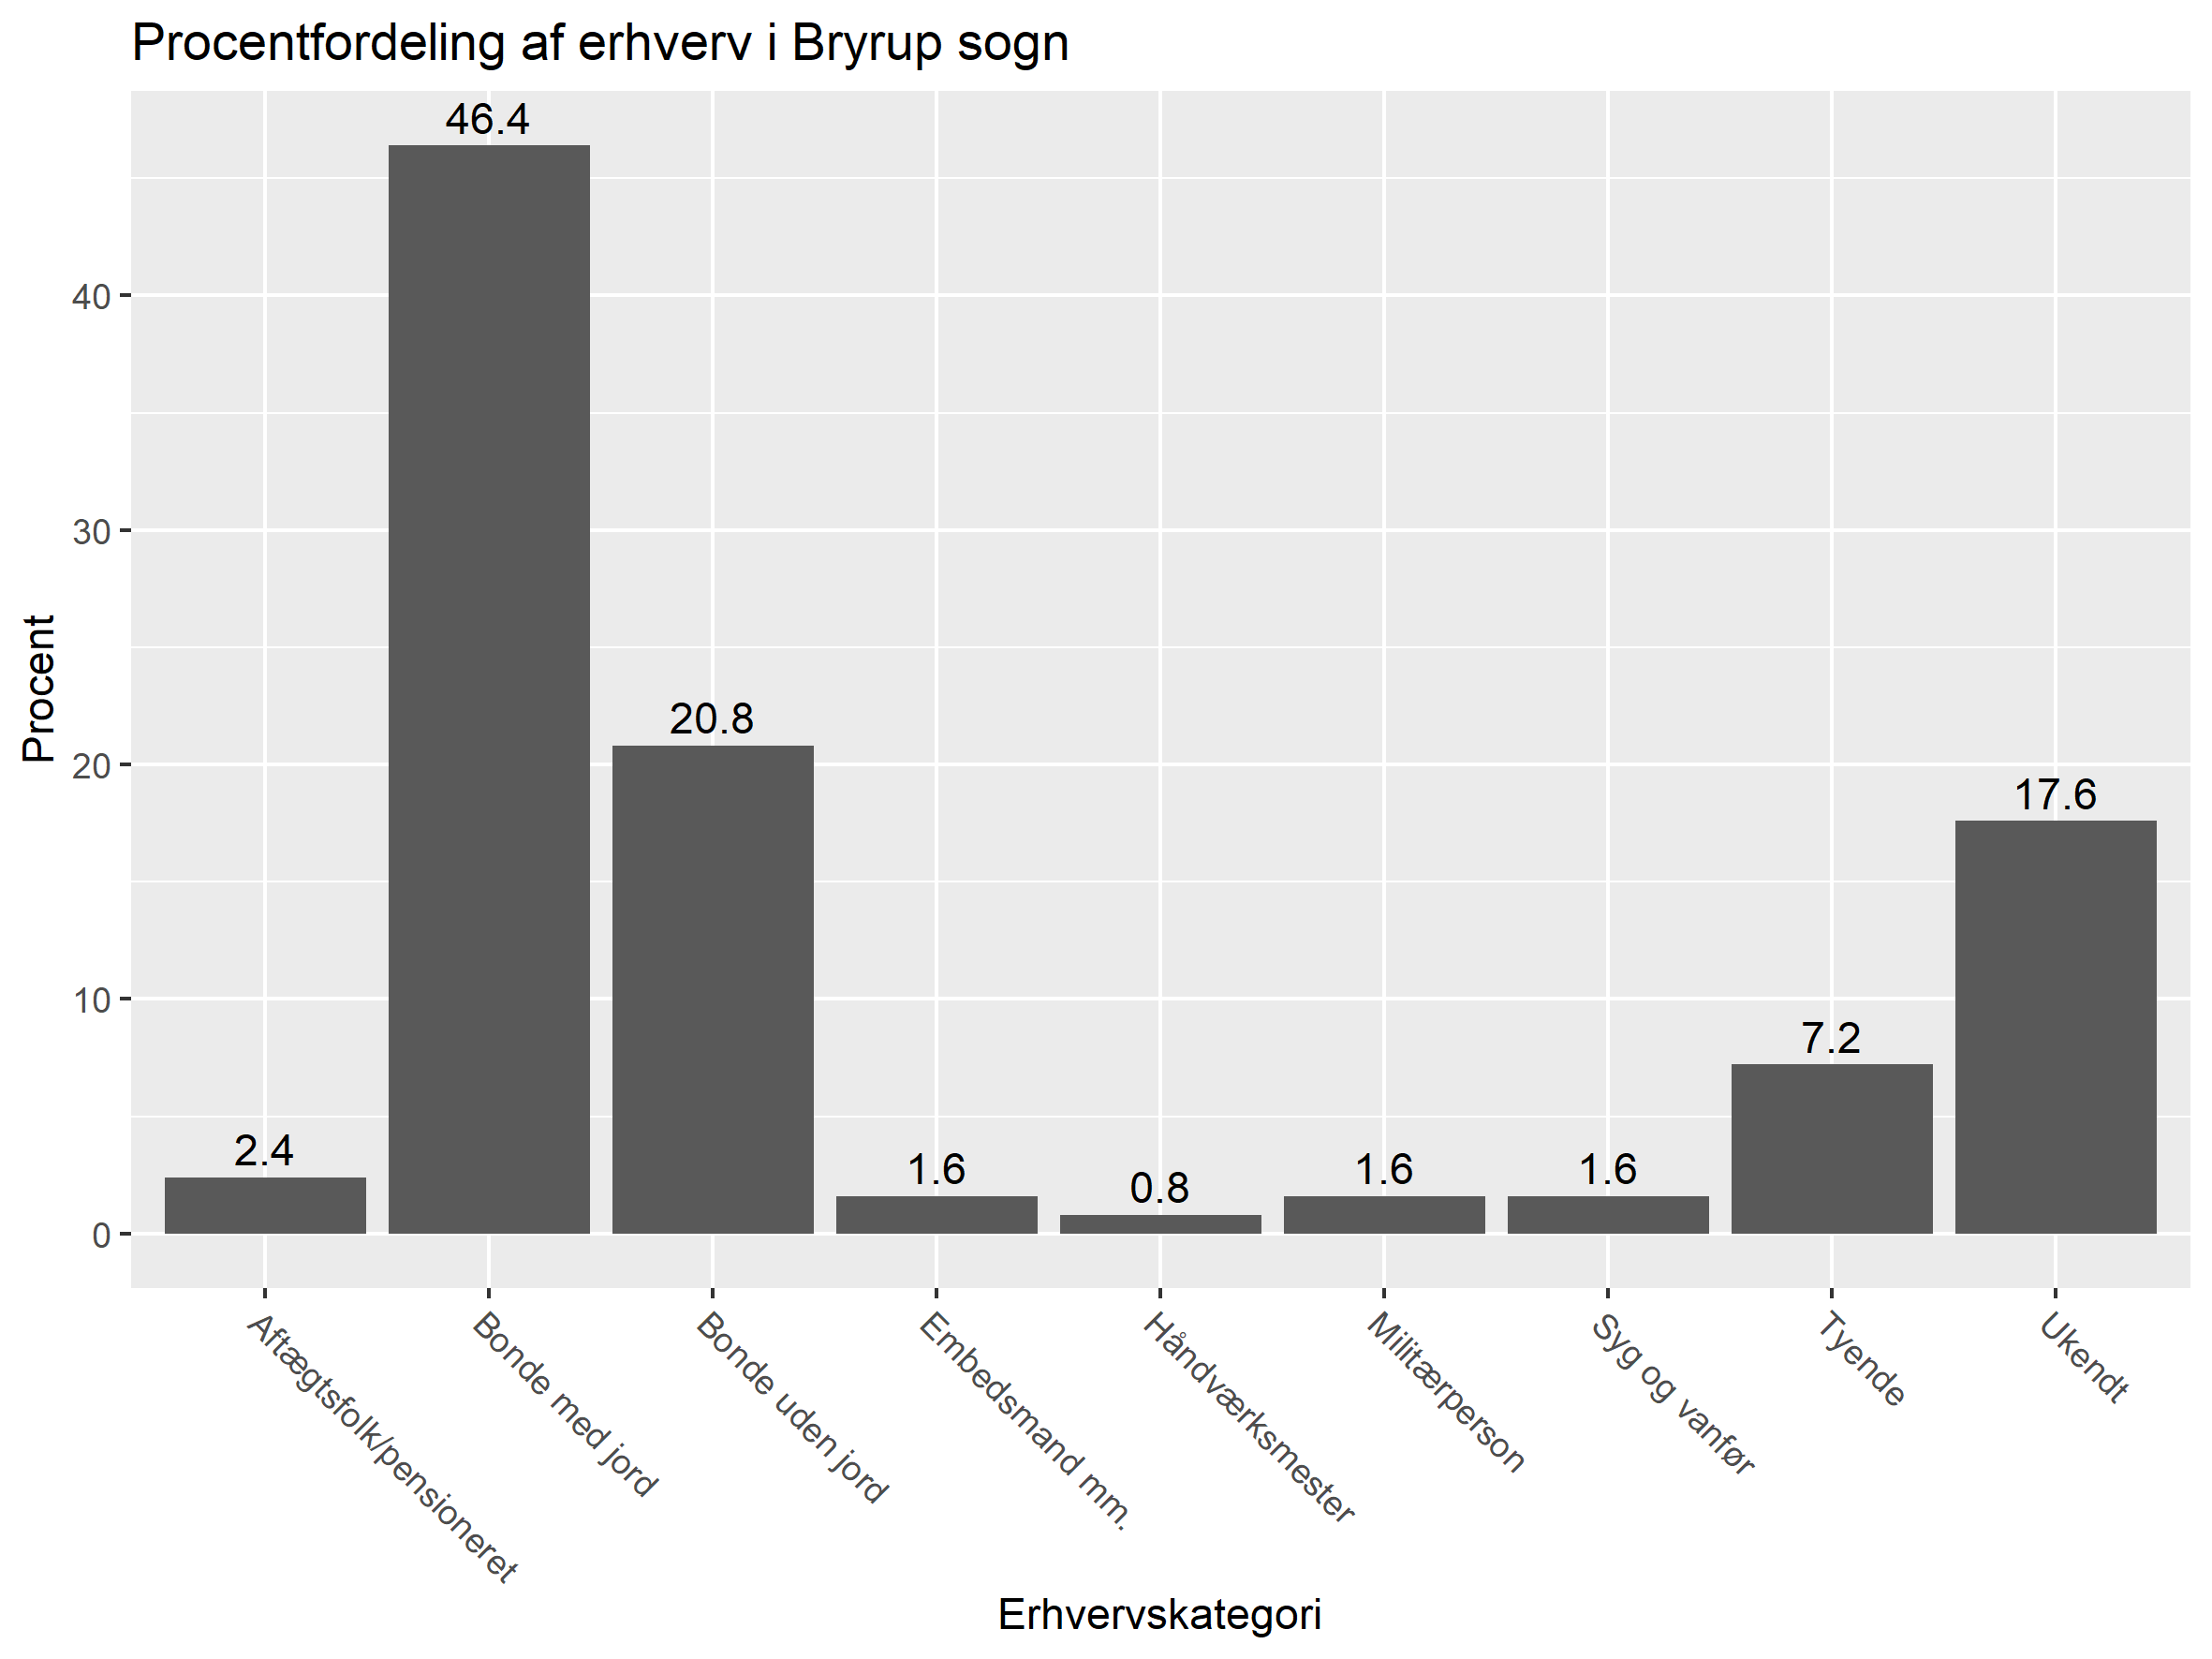 Procentfordeling af erhverv i Bryrup sogn
46.4
20.8
17.6
7.2
2.4
1.6
0.8
1.6
1.6
Procent
40
30
20
10
0
Aftægtsfolk/pensioneret
Bonde med jord
Bonde uden jord
Embedsmand mm.
Håndværksmester
Militærperson
Syg og vanfør
Tyende
Ukendt
Erhvervskategori